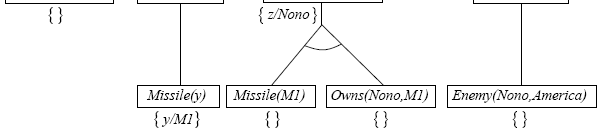 { } { z/Nono }
Missile(y) Missile(M1) Owns(Nono,M1) Enemy(Nono,America)
{ y/M1 } { } { } { }